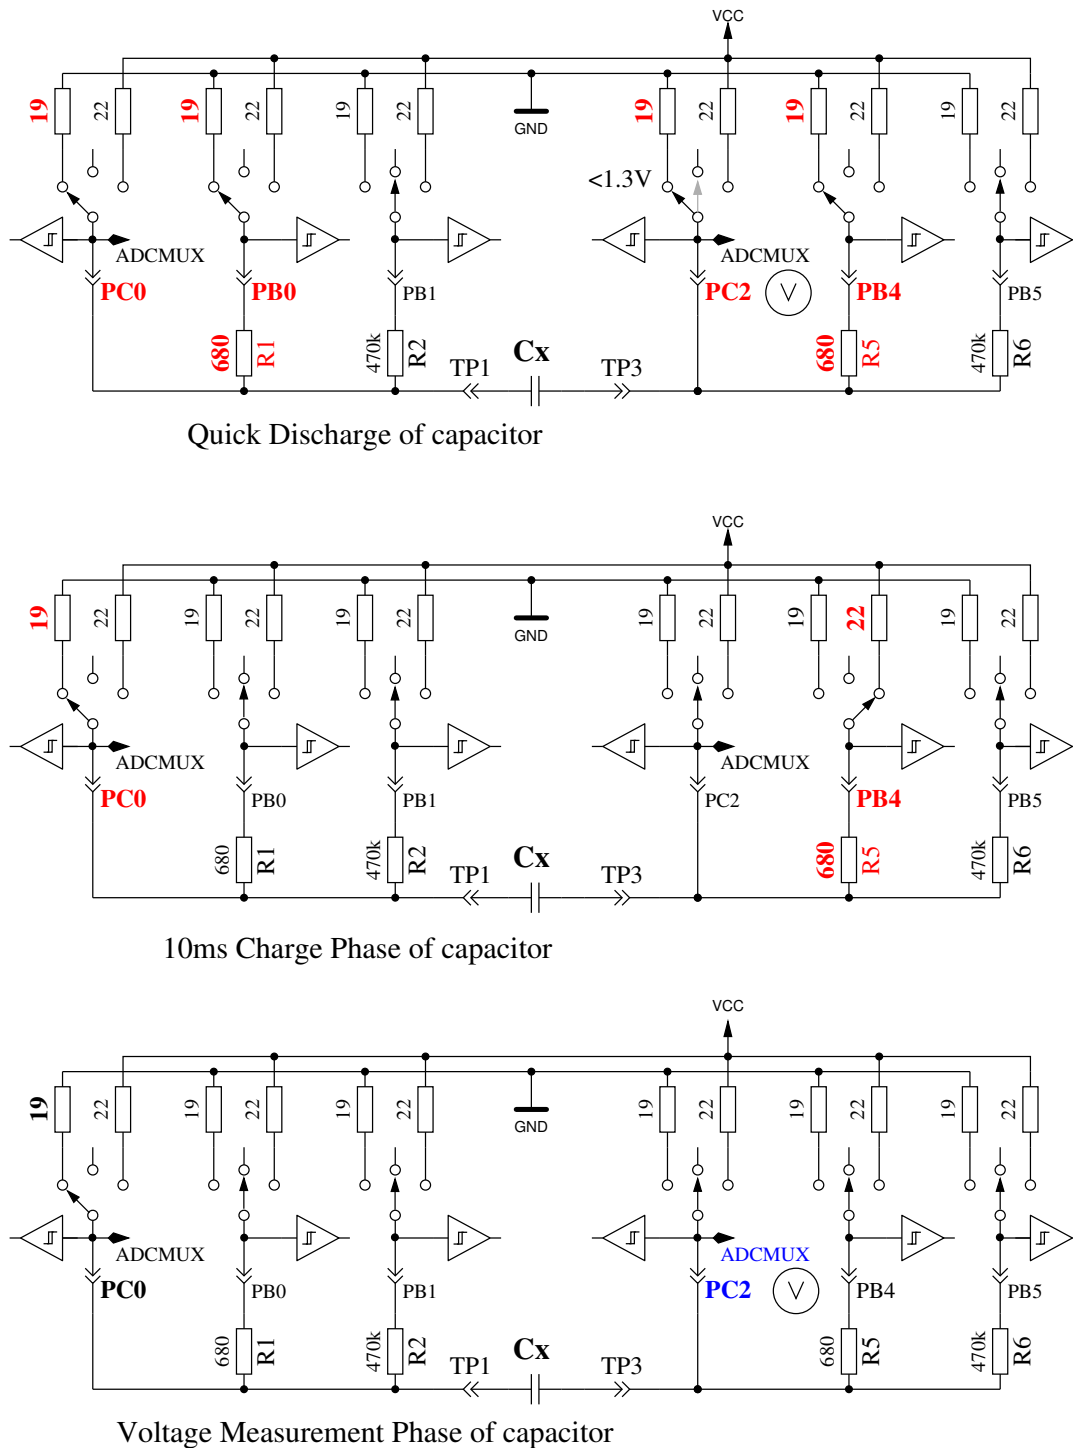 VCC
19 22 19 22 19 22 19 22 19 22 19 22
GND
<1.3V
ADCMUX ADCMUX
PC0 PB0 PB1 PC2 V PB4 PB5
680 R1 470k R2 TP1 Cx TP3 680 R5 470k R6
Quick Discharge of capacitor
VCC
19 22 19 22 19 22 19 22 19 22 19 22
GND
ADCMUX ADCMUX
PC0 PB0 PB1 PC2 PB4 PB5
680 R1 470k R2 TP1 Cx TP3 680 R5 470k R6
10ms Charge Phase of capacitor
VCC
19 22 19 22 19 22 19 22 19 22 19 22
GND
ADCMUX ADCMUX
PC0 PB0 PB1 PC2 V PB4 PB5
680 R1 470k R2 TP1 Cx TP3 680 R5 470k R6
Voltage Measurement Phase of capacitor